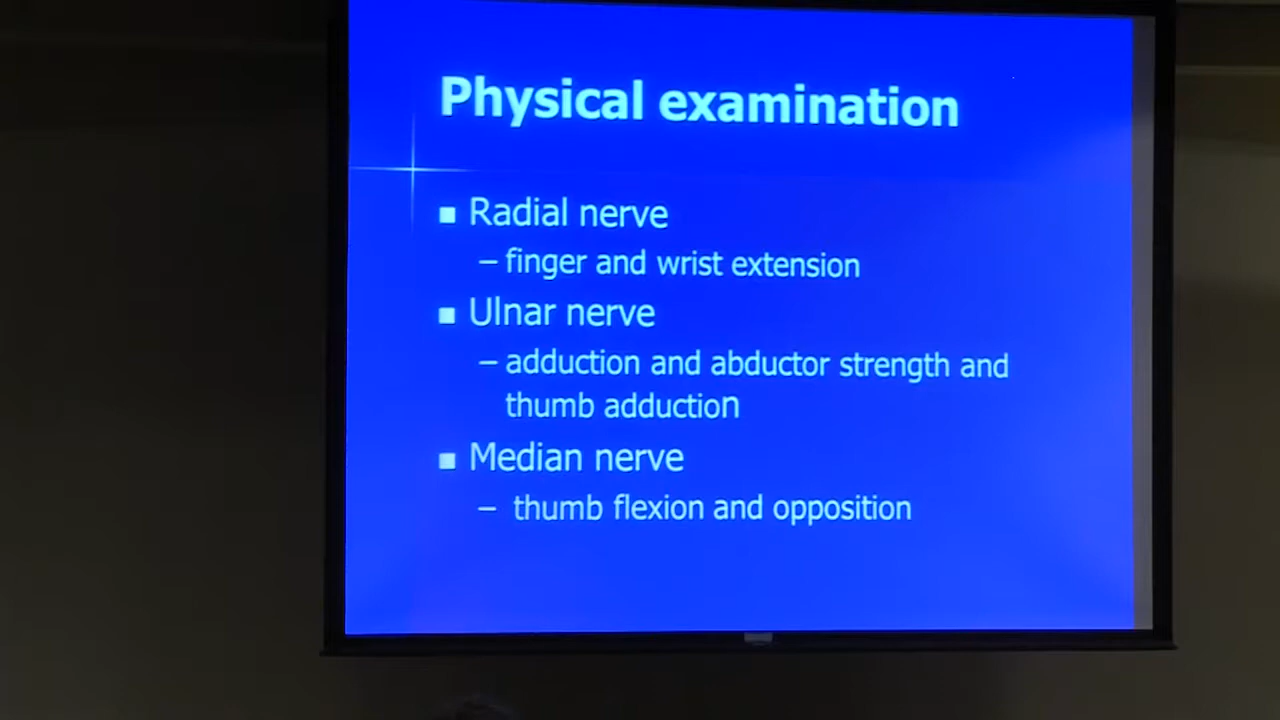 Physical examination
■ Radial nerve
– finger and wrist extension
■ Ulnar nerve
– adduction and abductor strength and
thumb adduction
■ Median nerve
– thumb flexion and opposition